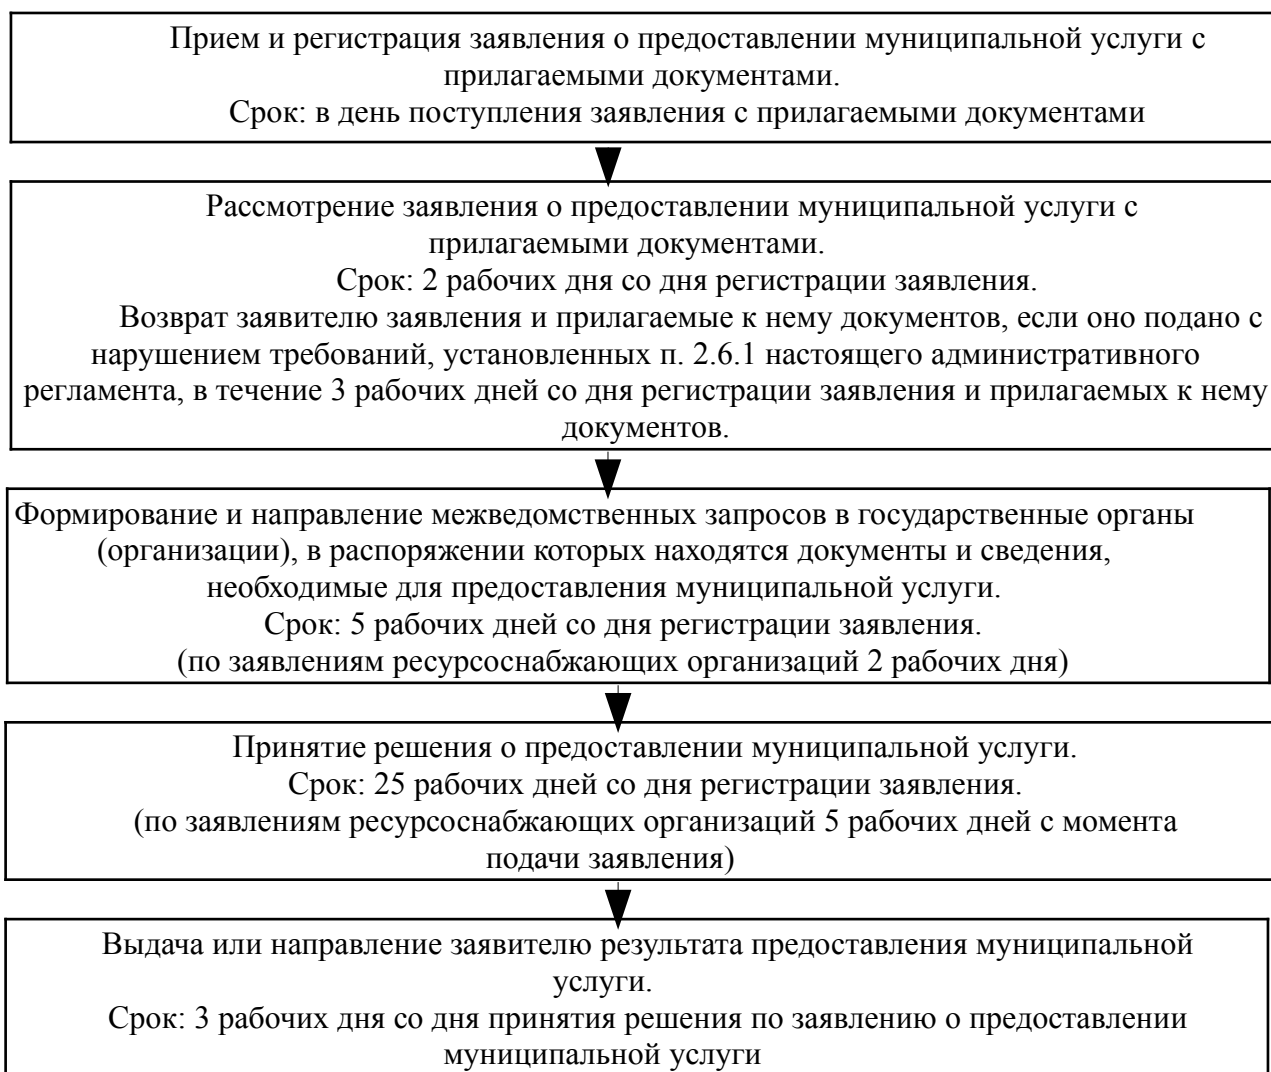 Прием и регистрация заявления о предоставлении муниципальной услуги с
прилагаемыми документами.
Срок: в день поступления заявления с прилагаемыми документами
Рассмотрение заявления о предоставлении муниципальной услуги с
прилагаемыми документами.
Срок: 2 рабочих дня со дня регистрации заявления.
Возврат заявителю заявления и прилагаемые к нему документов, если оно подано с
нарушением требований, установленных п. 2.6.1 настоящего административного
регламента, в течение 3 рабочих дней со дня регистрации заявления и прилагаемых к нему
документов.
Формирование и направление межведомственных запросов в государственные органы
(организации), в распоряжении которых находятся документы и сведения,
необходимые для предоставления муниципальной услуги.
Срок: 5 рабочих дней со дня регистрации заявления.
(по заявлениям ресурсоснабжающих организаций 2 рабочих дня)
Принятие решения о предоставлении муниципальной услуги.
Срок: 25 рабочих дней со дня регистрации заявления.
(по заявлениям ресурсоснабжающих организаций 5 рабочих дней с момента
подачи заявления)
Выдача или направление заявителю результата предоставления муниципальной
услуги.
Срок: 3 рабочих дня со дня принятия решения по заявлению о предоставлении
муниципальной услуги